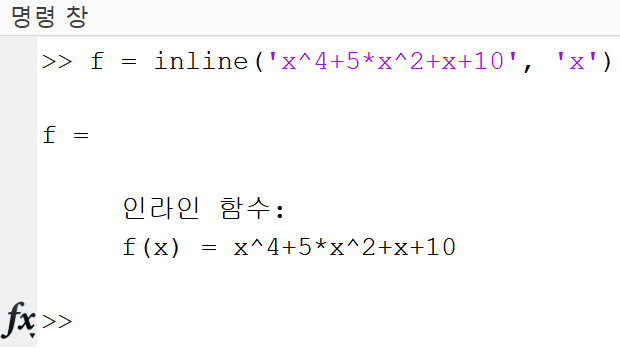 명령 창
>> f = inline('x^4+5*x^2+x+10', 'x')
f =
인라인 함수:
f(x) = x^4+5*x^2+x+10
fx >>